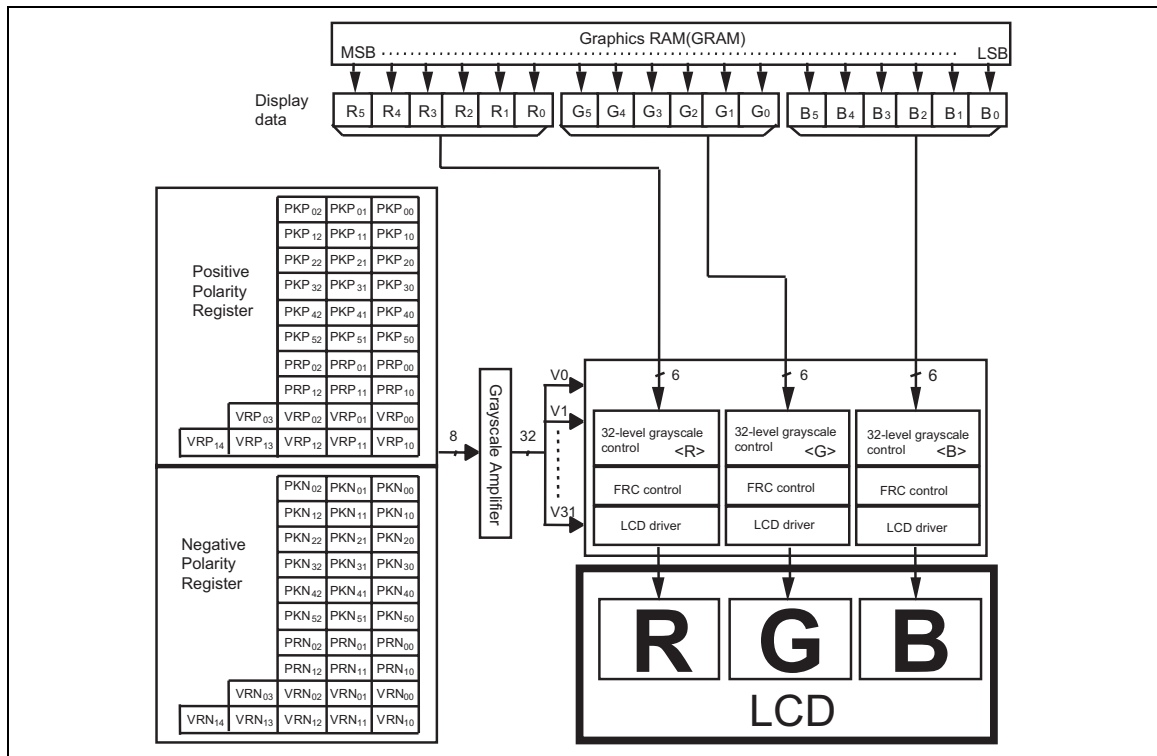 Graphics RAM(GRAM)
MSB LSB
Display data
R5 R4 R3 R2 R1 R0 G5 G4 G3 G2 G1 G0 B5 B4 B3 B2 B1 B0
Positive Polarity Register
PKP02 PKP01 PKP00
PKP12 PKP11 PKP10
PKP22 PKP21 PKP20
PKP32 PKP31 PKP30
PKP42 PKP41 PKP40
PKP52 PKP51 PKP50
PRP02 PRP01 PRP00
PRP12 PRP11 PRP10
VRP03 VRP02 VRP01 VRP00
VRP14 VRP13 VRP12 VRP11 VRP10
Negative Polarity Register
PKN02 PKN01 PKN00
PKN12 PKN11 PKN10
PKN22 PKN21 PKN20
PKN32 PKN31 PKN30
PKN42 PKN41 PKN40
PKN52 PKN51 PKN50
PRN02 PRN01 PRN00
PRN12 PRN11 PRN10
VRN03 VRN02 VRN01 VRN00
VRN14 VRN13 VRN12 VRN11 VRN10
8
Grayscale Amplifier
32
V0
V1
V31
6 6 6
32-level grayscale control <R>
FRC control
LCD driver
32-level grayscale control <G>
FRC control
LCD driver
32-level grayscale control <B>
FRC control
LCD driver
R G B
LCD